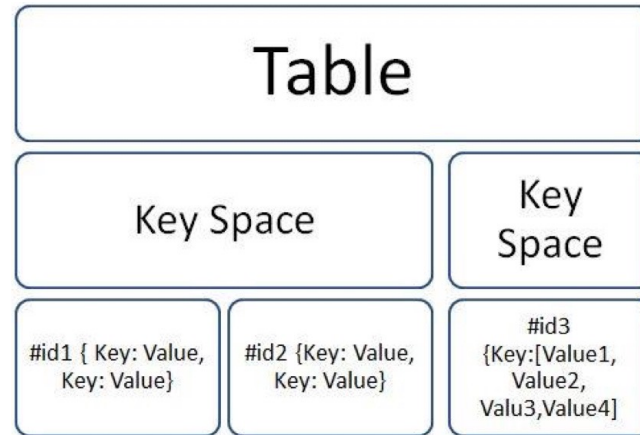 Table
Key Space
Key
Space
#id1 { Key: Value,
Key: Value}
#id2 {Key: Value,
Key: Value}
#id3
{Key:[Value1,
Value2,
Valu3,Value4]